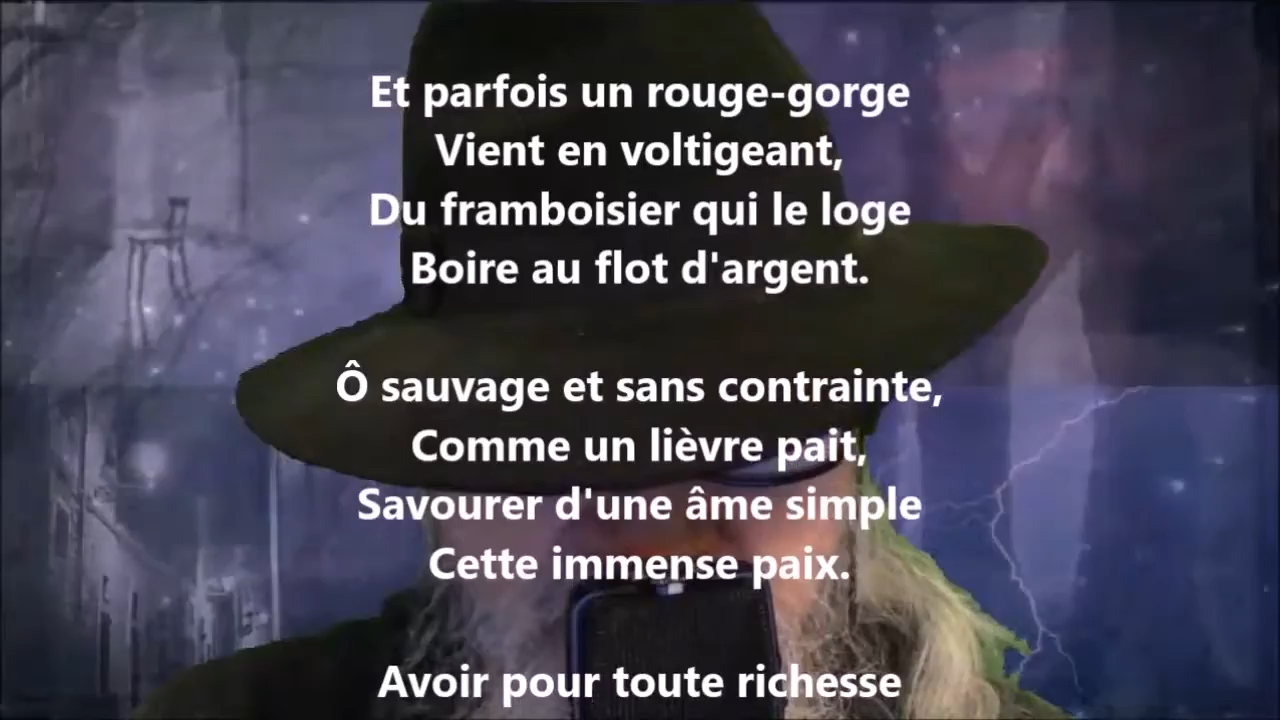 Et parfois un rouge-gorge
Vient en voltigeant,
Du framboisier qui le loge
Boire au flot d'argent.
Ô sauvage et sans contrainte,
Comme un lièvre pait,
Savourer d'une âme simple
Cette immense paix.
Avoir pour toute richesse